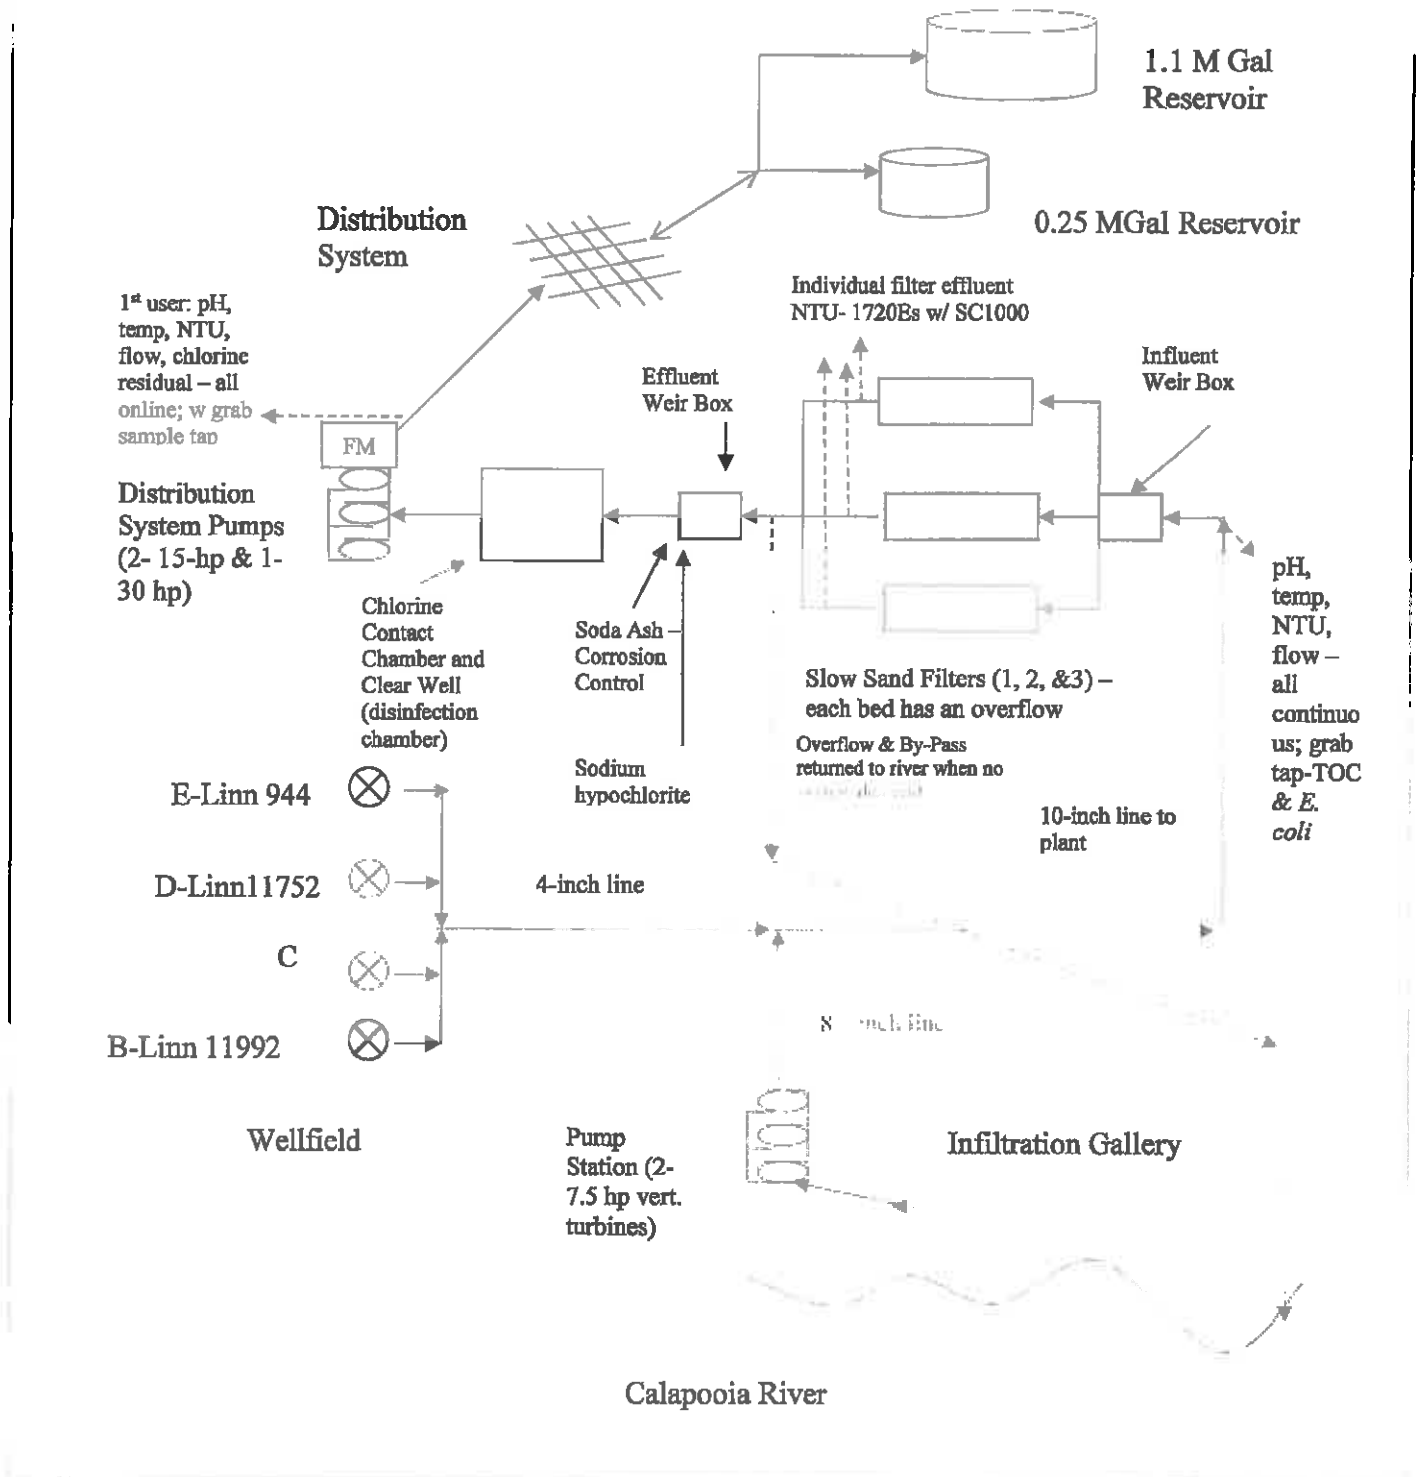 1.1 M Gal
Reservoir
0.25 MGal Reservoir
Distribution
System
1st user: pH,
temp, NTU,
flow, chlorine
residual – all
online; w grab
sample tap
FM
Distribution
System Pumps
(2- 15-hp & 1-
30 hp)
Individual filter effluent
NTU- 1720Es w/ SC1000
Effluent
Weir Box
Influent
Weir Box
Chlorine
Contact
Chamber and
Clear Well
(disinfection
chamber)
Soda Ash –
Corrosion
Control
Sodium
hypochlorite
Slow Sand Filters (1, 2, &3) –
each bed has an overflow
Overflow & By-Pass
returned to river when no
pH,
temp,
NTU,
flow –
all
continuo
us; grab
tap-TOC
& E.
coli
10-inch line to
plant
E-Linn 944
D-Linn11752
C
B-Linn 11992
4-inch line
8 -inch line
Wellfield
Pump
Station (2-
7.5 hp vert.
turbines)
Infiltration Gallery
Calapooia River